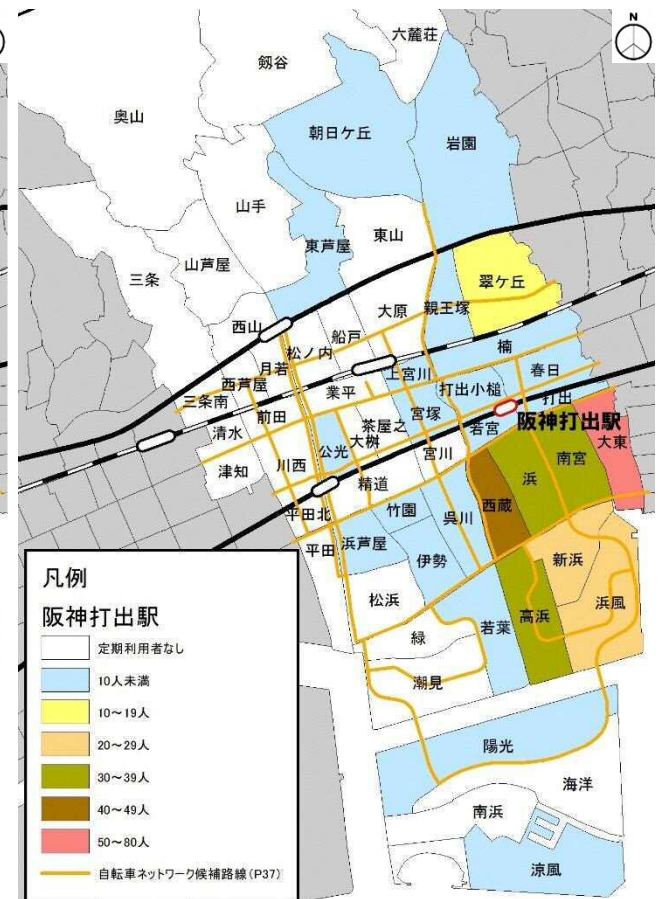 N
六麓荘
剱谷
奥山
朝日ケ丘
岩園
山手
東芦屋
東山
山芦屋
三条
翠ケ丘
西山
大原
親王塚
船戸
松ノ内
楠
月若
上宮川
春日
西芦屋
業平
打出小槌
打出
三条南
前田
茶屋之
宮塚
若宮
阪神打出駅
清水
公光
大桝
宮川
大東
川西
南宮
津知
精道
浜
西蔵
平田北
竹園
呉川
平田
浜芦屋
伊勢
新浜
松浜
高浜
浜風
若葉
緑
潮見
陽光
海洋
南浜
涼風
凡例
阪神打出駅
定期利用者なし
10人未満
10~19人
20~29人
30~39人
40~49人
50~80人
自転車ネットワーク候補路線(P37)